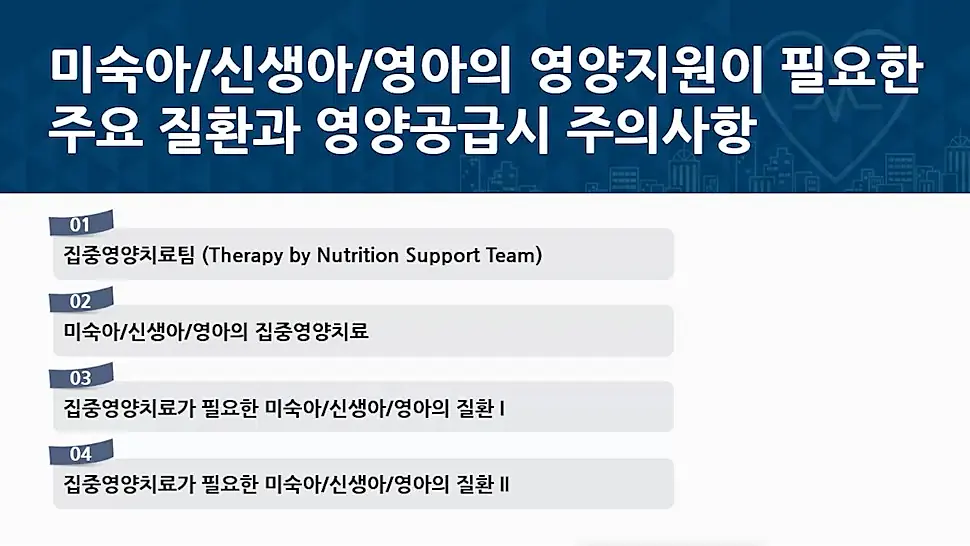 미숙아/신생아/영아의 영양지원이 필요한
주요 질환과 영양공급시 주의사항
01
집중영양치료팀 (Therapy by Nutrition Support Team)
02
미숙아/신생아/영아의 집중영양치료
03
집중영양치료가 필요한 미숙아/신생아/영아의 질환 I
04
집중영양치료가 필요한 미숙아/신생아/영아의 질환 II